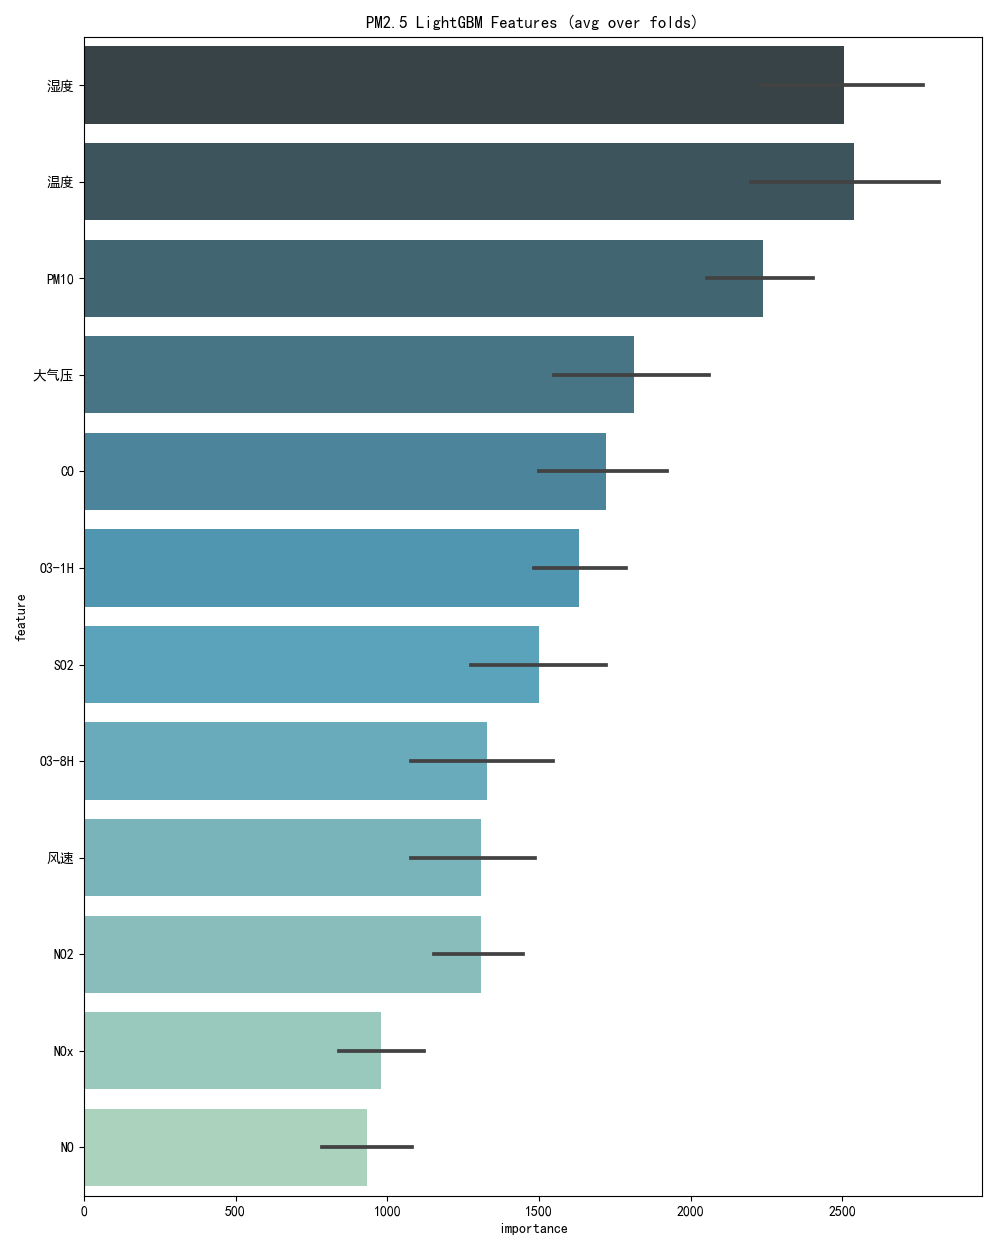 PM2.5 LightGBM Features (avg over folds)
湿度
温度
PM10
大气压
CO
O3-1H
SO2
O3-8H
风速
NO2
NOx
NO
feature
0 500 1000 1500 2000 2500
importance